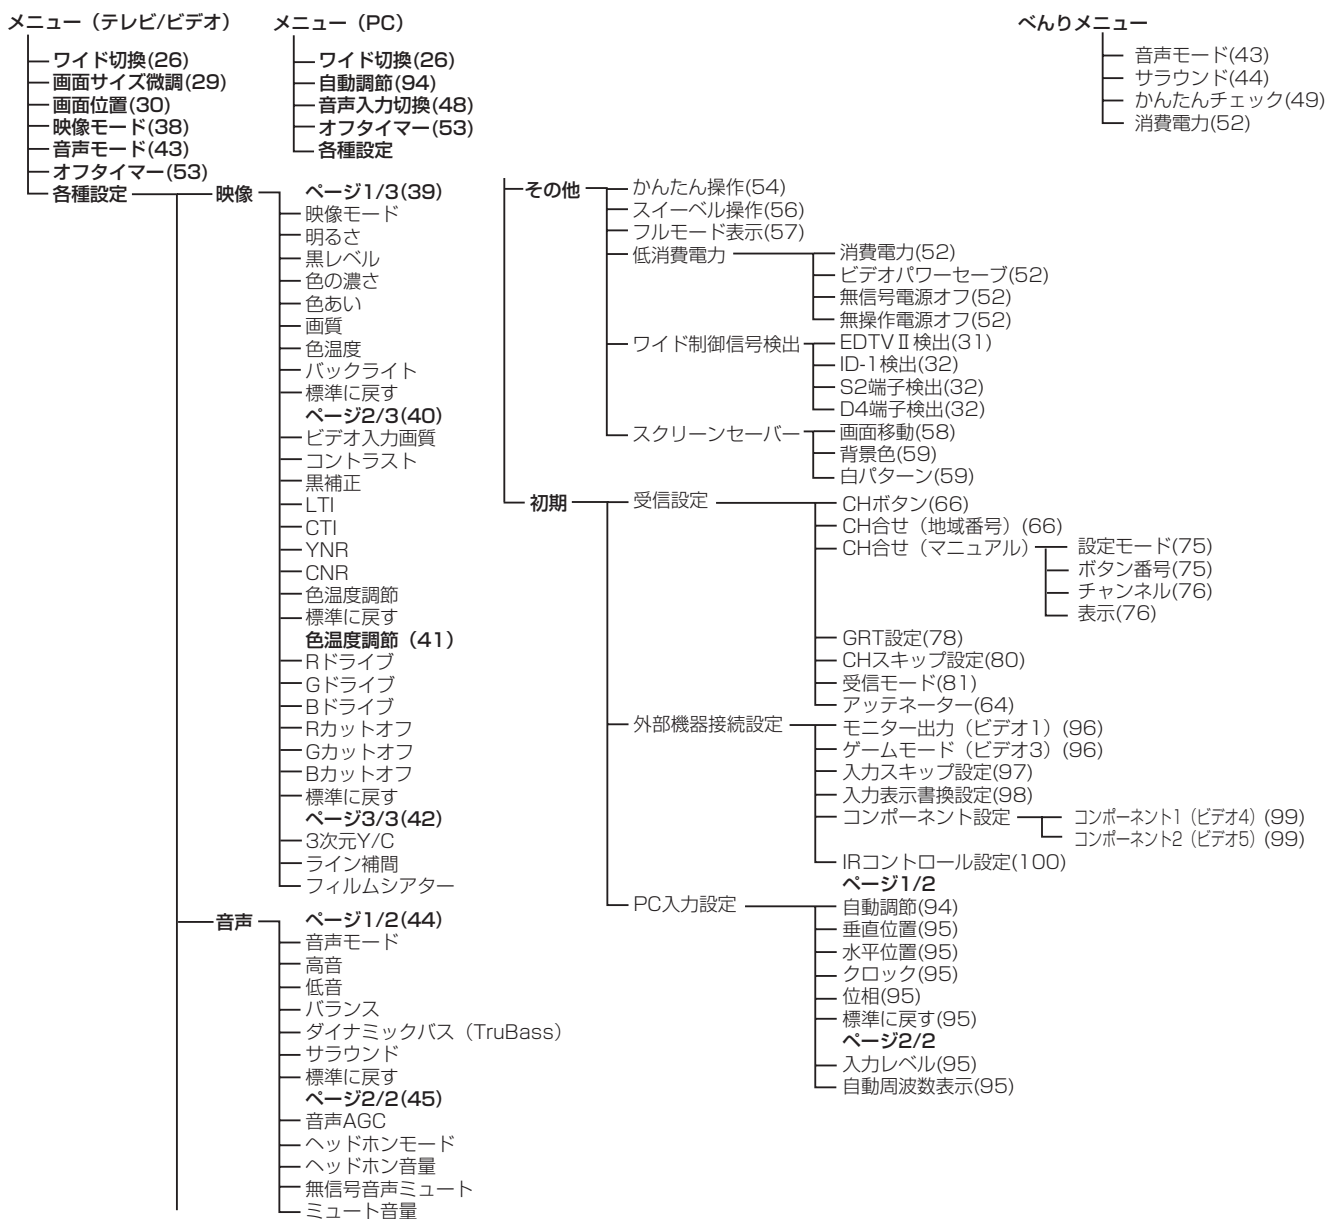 メニュー（テレビ/ビデオ）
ワイド切換(26)
画面サイズ微調(29)
画面位置(30)
映像モード(38)
音声モード(43)
オフタイマー(53)
各種設定
メニュー（PC）
ワイド切換(26)
自動調節(94)
音声入力切換(48)
オフタイマー(53)
各種設定
べんりメニュー
音声モード(43)
サラウンド(44)
かんたんチェック(49)
消費電力(52)
映像
ページ1/3(39)
映像モード
明るさ
黒レベル
色の濃さ
色あい
画質
色温度
バックライト
標準に戻す
ページ2/3(40)
ビデオ入力画質
コントラスト
黒補正
LTI
CTI
YNR
CNR
色温度調節
標準に戻す
色温度調節（41）
Rドライブ
Gドライブ
Bドライブ
Rカットオフ
Gカットオフ
Bカットオフ
標準に戻す
ページ3/3(42)
3次元Y/C
ライン補間
フィルムシアター
音声
ページ1/2(44)
音声モード
高音
低音
バランス
ダイナミックバス（TruBass）
サラウンド
標準に戻す
ページ2/2(45)
音声AGC
ヘッドホンモード
ヘッドホン音量
無信号音声ミュート
ミュート音量
その他
かんたん操作(54)
スイーベル操作(56)
フルモード表示(57)
低消費電力
消費電力(52)
ビデオパワーセーブ(52)
無信号電源オフ(52)
無操作電源オフ(52)
ワイド制御信号検出
EDTVⅡ検出(31)
ID-1検出(32)
S2端子検出(32)
D4端子検出(32)
スクリーンセーバー
画面移動(58)
背景色(59)
白パターン(59)
初期
受信設定
CHボタン(66)
CH合せ（地域番号）(66)
CH合せ（マニュアル）
設定モード(75)
ボタン番号(75)
チャンネル(76)
表示(76)
GRT設定(78)
CHスキップ設定(80)
受信モード(81)
アッテネーター(64)
外部機器接続設定
モニター出力（ビデオ1）(96)
ゲームモード（ビデオ3）(96)
入力スキップ設定(97)
入力表示書換設定(98)
コンポーネント設定
コンポーネント1（ビデオ4）(99)
コンポーネント2（ビデオ5）(99)
IRコントロール設定(100)
PC入力設定
ページ1/2
自動調節(94)
垂直位置(95)
水平位置(95)
クロック(95)
位相(95)
標準に戻す(95)
ページ2/2
入力レベル(95)
自動周波数表示(95)